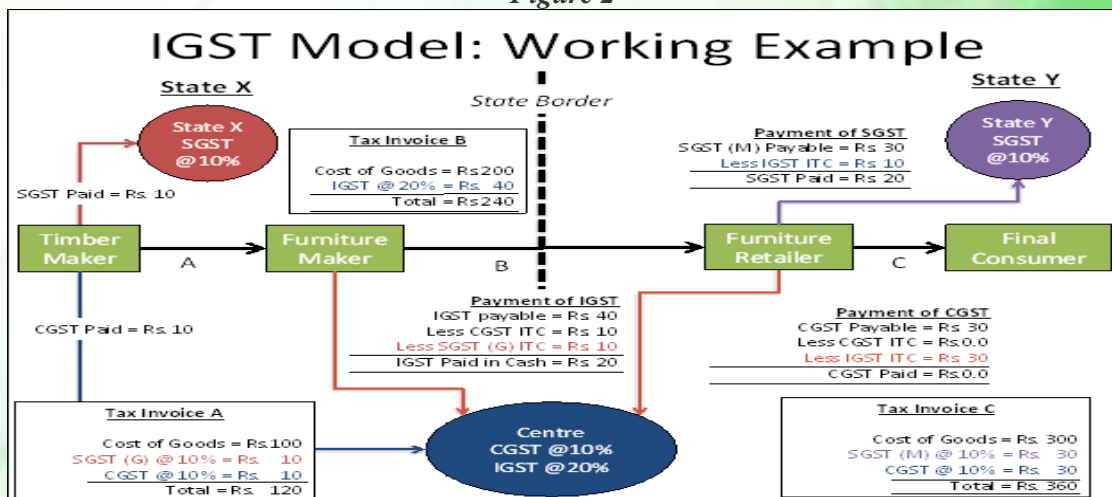 Figure 2
IGST Model: Working Example
State X
State Border
State Y
State X
SGST
@10%
SGST Paid = Rs. 10
Tax Invoice B
Cost of Goods = Rs.200
IGST @ 20% = Rs. 40
Total = Rs 240
Payment of SGST
SGST (M) Payable = Rs. 30
Less IGST ITC = Rs. 10
SGST Paid = Rs. 20
State Y
SGST
@10%
Timber
Maker
A
Furniture
Maker
B
Furniture
Retailer
C
Final
Consumer
CGST Paid = Rs. 10
Payment of IGST
IGST payable = Rs. 40
Less CGST ITC = Rs. 10
Less SGST (G) ITC = Rs. 10
IGST Paid in Cash = Rs. 20
Payment of CGST
CGST Payable = Rs. 30
Less CGST ITC = Rs.0.0
Less IGST ITC = Rs. 30
CGST Paid = Rs.0.0
Tax Invoice A
Cost of Goods = Rs.100
SGST (G) @ 10% = Rs. 10
CGST @ 10% = Rs. 10
Total = Rs. 120
Centre
CGST @10%
IGST @20%
Tax Invoice C
Cost of Goods = Rs. 300
SGST (M) @ 10% = Rs. 30
CGST @ 10% = Rs. 30
Total = Rs. 360